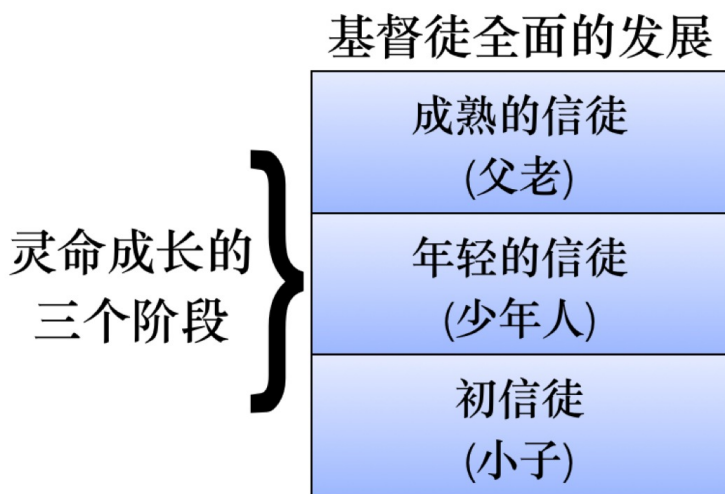 基督徒全面的发展
成熟的信徒
(父老)
灵命成长的
三个阶段
年轻的信徒
(少年人)
初信徒
(小子)